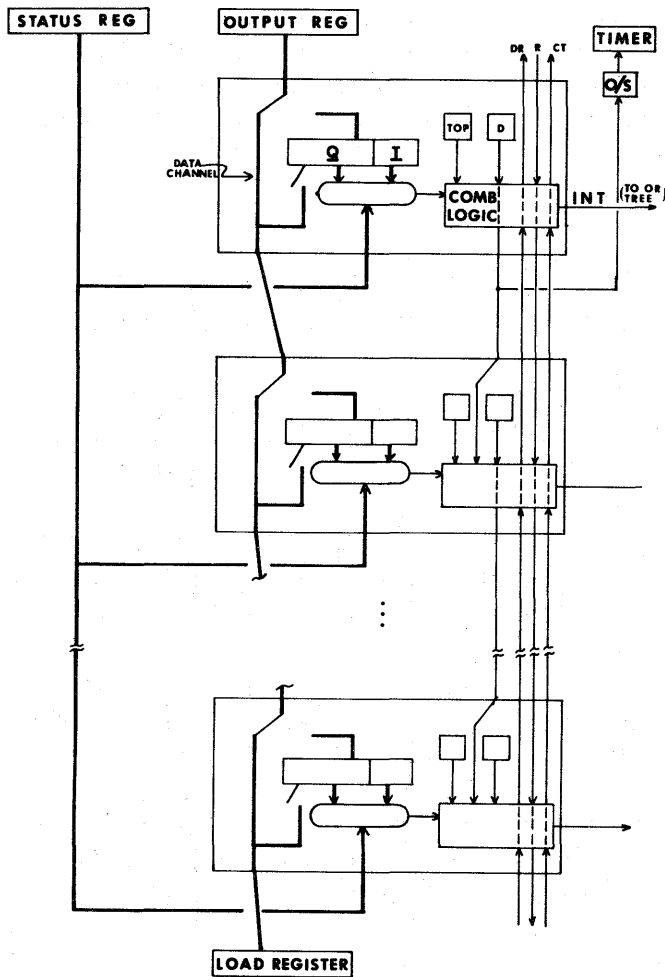 STATUS REG
OUTPUT REG
TIMER
O/S
DR R CT
TOP
D
Q I
DATA
CHANNEL
COMB
LOGIC
INT (TO OR TREE)
LOAD REGISTER